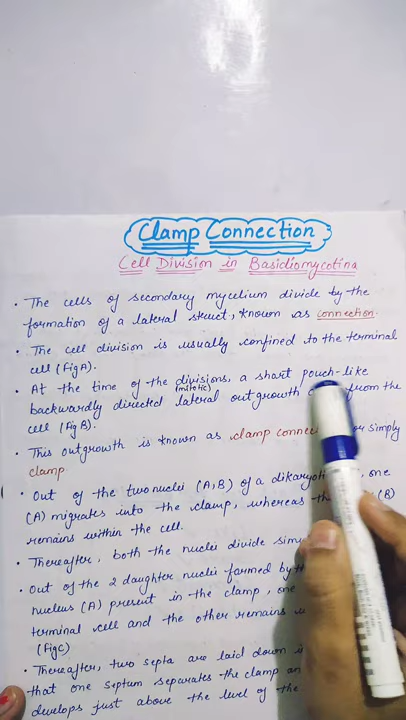 Clamp Connection
Cell Division in Basidiomycotina
• The cells of secondary mycelium divide by the
formation of a lateral struct, known as connection.
• The cell division is usually confined to the terminal
cell (Fig A).
• At the time of the divisions, a short pouch-like
(mitotic)
backwardly directed lateral outgrowth from the
cell (Fig B).
• This outgrowth is known as clamp connec or simply
clamp
• Out of the two nuclei (A, B) of a dikaryoti one
(A) migrates into the clamp, whereas th (B)
remains within the cell.
• Thereafter, both the nuclei divide sim
• Out of the 2 daughter nuclei formed by th
nucleus (A) present in the clamp, one
terminal cell and the other remains
(Fig C)
• Thereafter, two septa are laid down i
that one septum separates the clamp an
develops just above the level of the